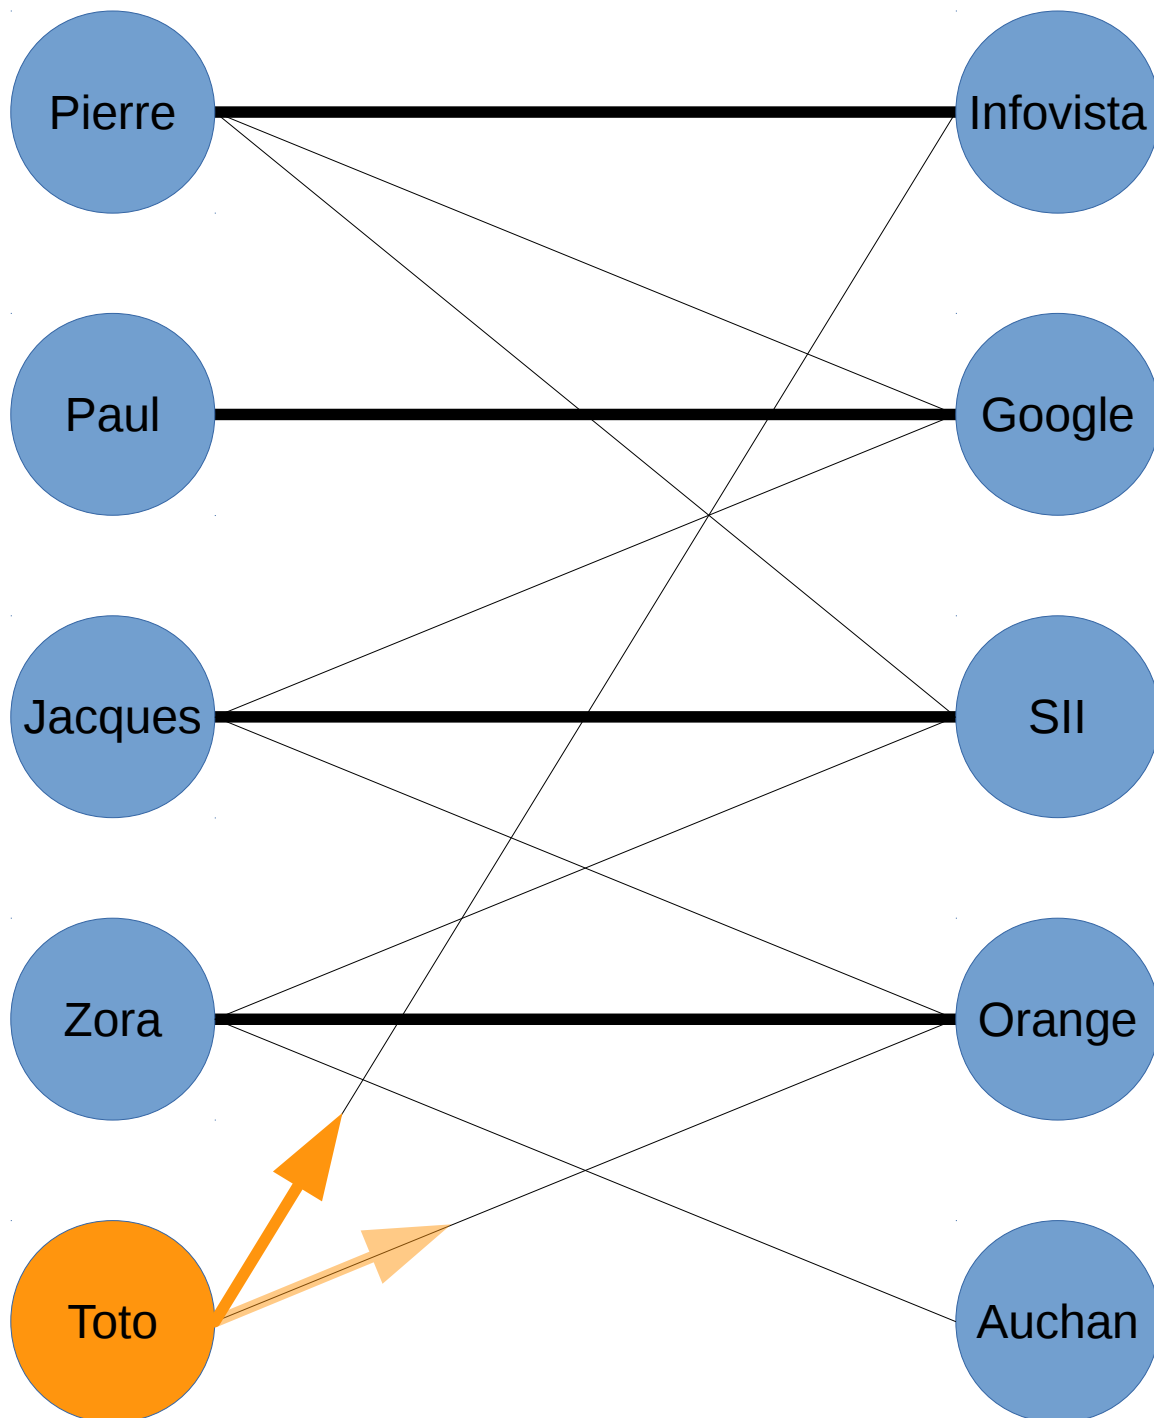 Pierre
Infovista
Paul
Google
Jacques
SII
Zora
Orange
Toto
Auchan